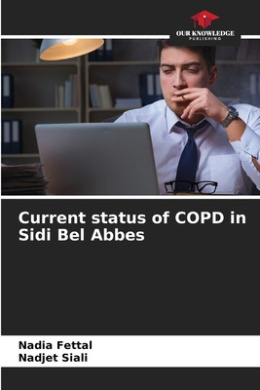 OUR KNOWLEDGE
PUBLISHING
Current status of COPD in
Sidi Bel Abbes
Nadia Fettal
Nadjet Siali